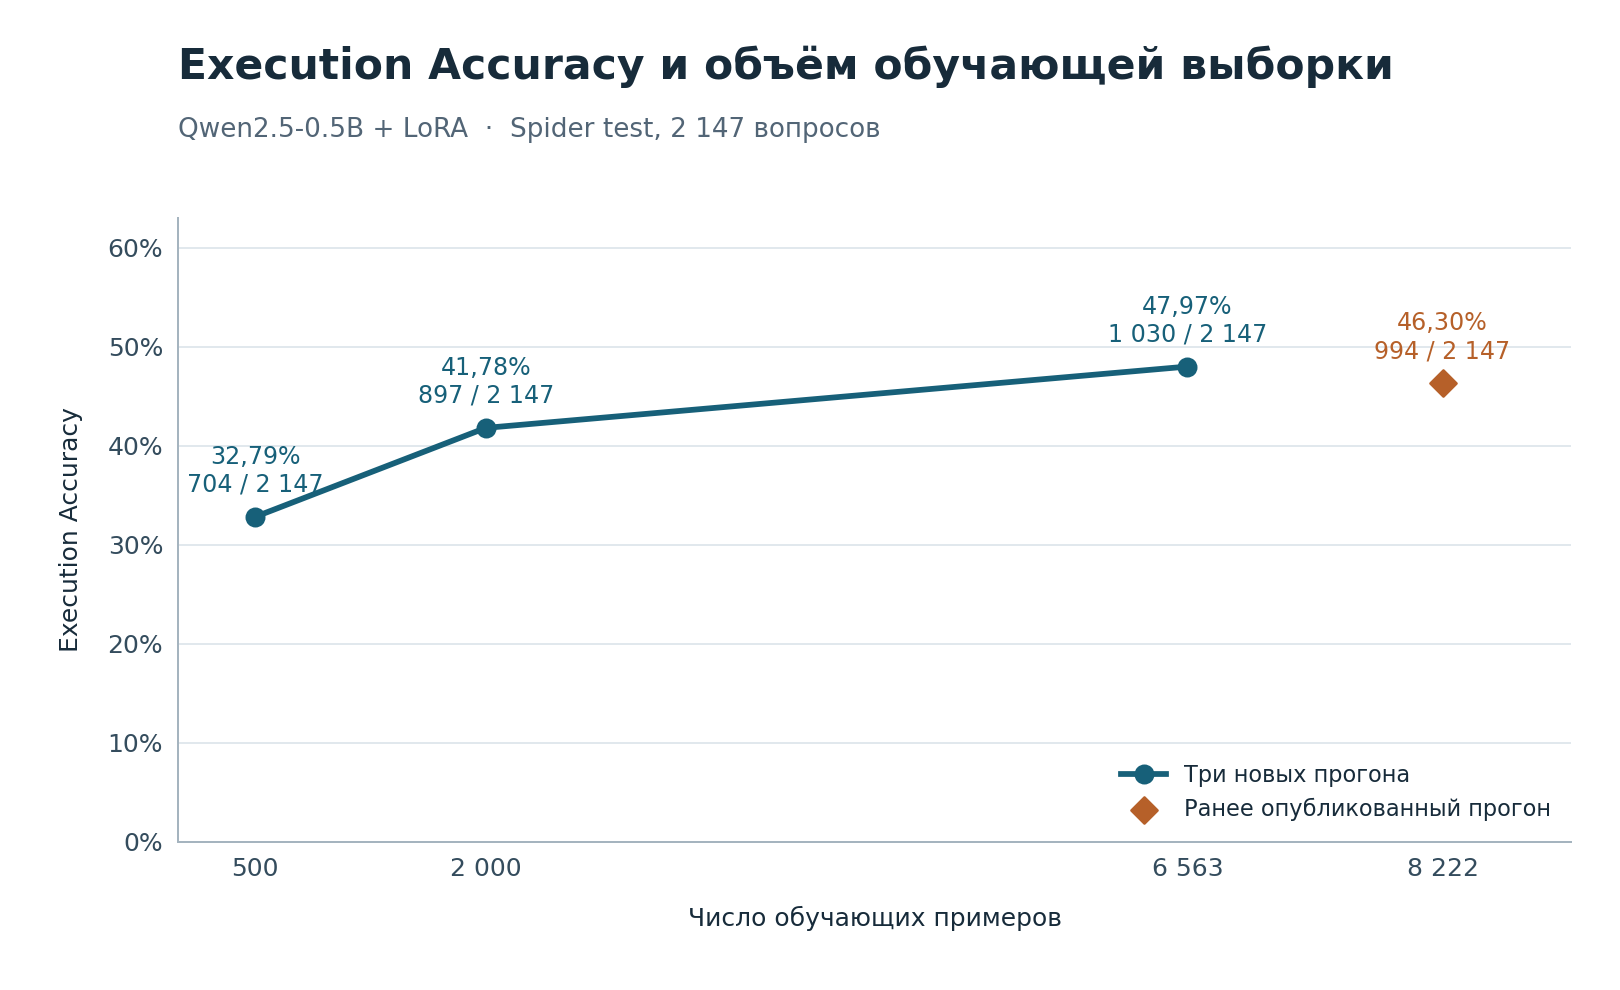 Execution Accuracy и объём обучающей выборки
Qwen2.5-0.5B + LoRA · Spider test, 2 147 вопросов
Execution Accuracy
60%
50%
40%
30%
20%
10%
0%
32,79%
704 / 2 147
41,78%
897 / 2 147
47,97%
1 030 / 2 147
46,30%
994 / 2 147
Три новых прогона
Ранее опубликованный прогон
500
2 000
6 563
8 222
Число обучающих примеров